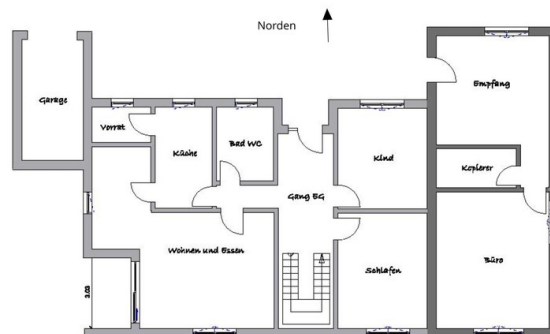 Norden
Empfang
Garage
Vorrat
Küche
Bad WC
Kind
Kopierer
Gang EG
Wohnen und Essen
Schlafen
Büro
2.03